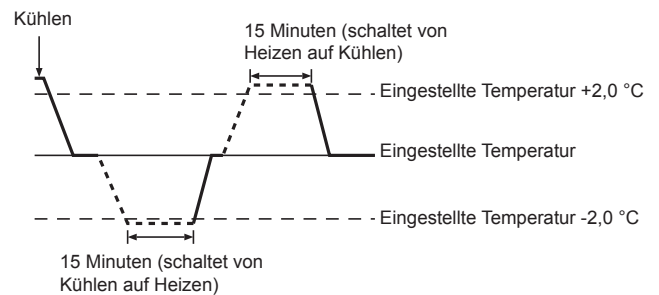 Kühlen
15 Minuten (schaltet von
Heizen auf Kühlen)
Eingestellte Temperatur +2,0 °C
Eingestellte Temperatur
Eingestellte Temperatur -2,0 °C
15 Minuten (schaltet von
Kühlen auf Heizen)